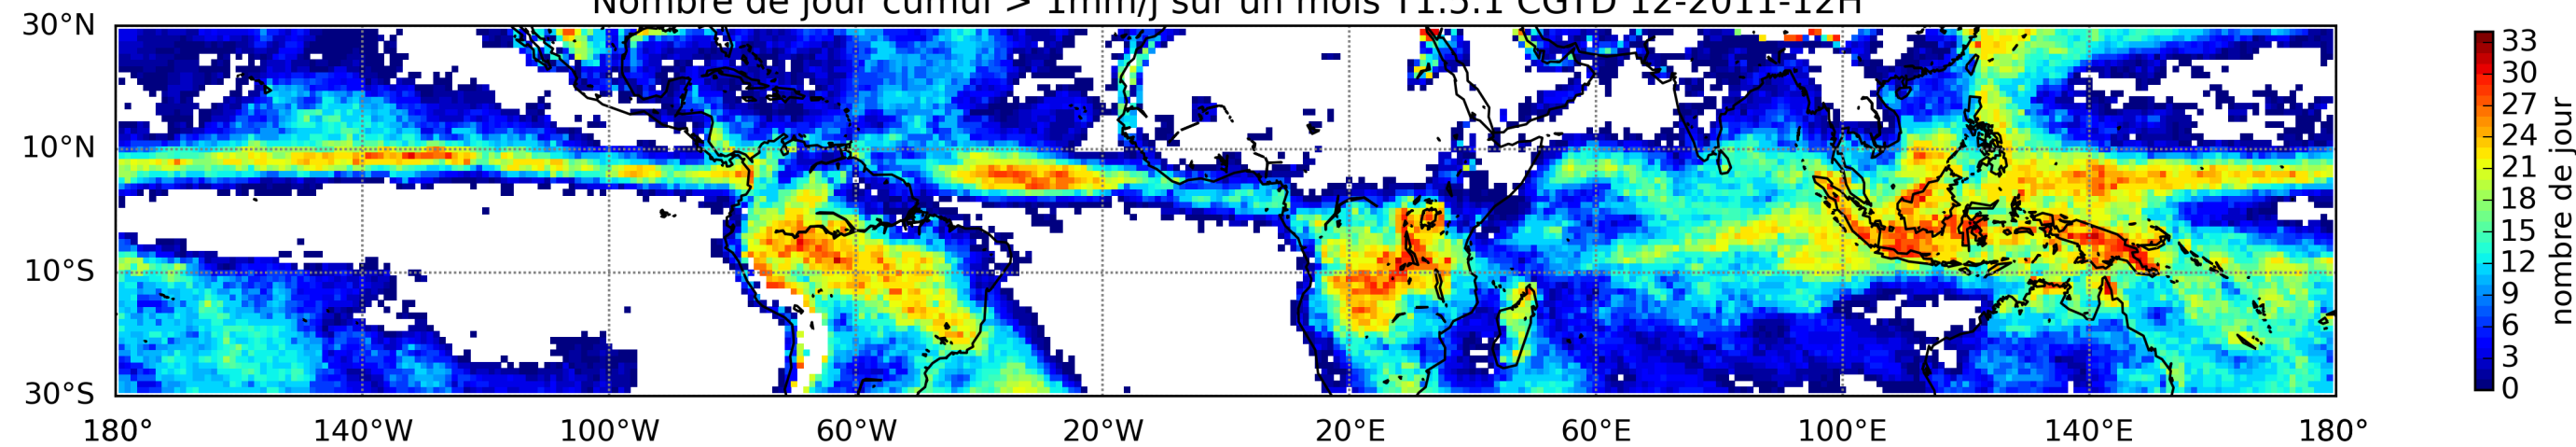 Nombre de jour cumul > 1mm/j sur un mois T1.5.1 CGTD 12-2011-12H
30°N
10°N
10°S
30°S
180° 140°W 100°W 60°W 20°W 20°E 60°E 100°E 140°E 180°
33
30
27
24
21
18
15
12
9
6
3
0
nombre de jour